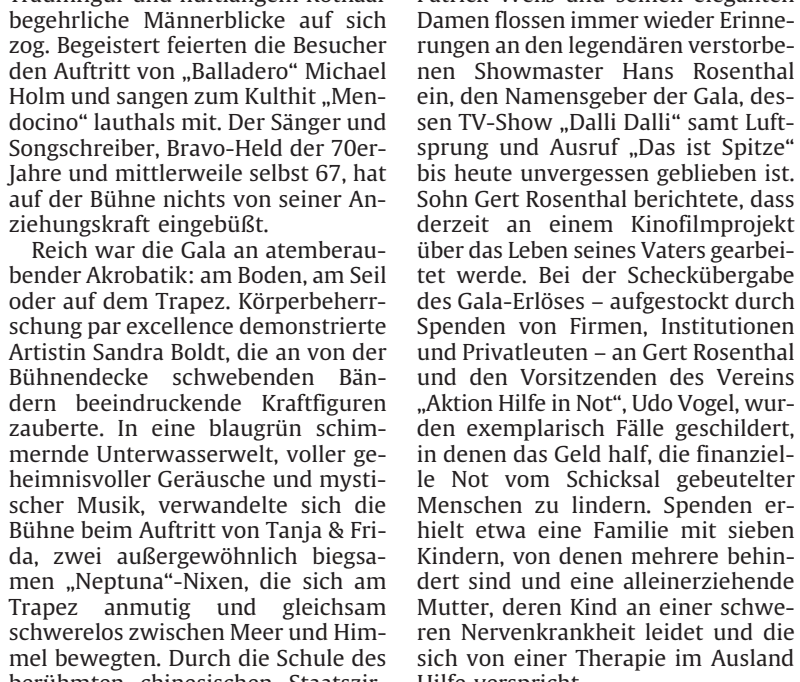 begehrliche Männerblicke auf sich
zog. Begeistert feierten die Besucher
den Auftritt von „Balladero“ Michael
Holm und sangen zum Kulthit „Men-
docino“ lauthals mit. Der Sänger und
Songschreiber, Bravo-Held der 70er-
Jahre und mittlerweile selbst 67, hat
auf der Bühne nichts von seiner An-
ziehungskraft eingebüßt.
Reich war die Gala an atemberau-
bender Akrobatik: am Boden, am Seil
oder auf dem Trapez. Körperbeherr-
schung par excellence demonstrierte
Artistin Sandra Boldt, die an von der
Bühnendecke schwebenden Bän-
dern beeindruckende Kraftfiguren
zauberte. In eine blaugrün schim-
mernde Unterwasserwelt, voller ge-
heimnisvoller Geräusche und mysti-
scher Musik, verwandelte sich die
Bühne beim Auftritt von Tanja & Fri-
da, zwei außergewöhnlich biegsa-
men „Neptuna“-Nixen, die sich am
Trapez anmutig und gleichsam
schwerelos zwischen Meer und Him-
mel bewegten. Durch die Schule des
berühmten chinesischen Staatszir-
Damen flossen immer wieder Erinne-
rungen an den legendären verstorbe-
nen Showmaster Hans Rosenthal
ein, den Namensgeber der Gala, des-
sen TV-Show „Dalli Dalli“ samt Luft-
sprung und Ausruf „Das ist Spitze“
bis heute unvergessen geblieben ist.
Sohn Gert Rosenthal berichtete, dass
derzeit an einem Kinofilmprojekt
über das Leben seines Vaters gearbei-
tet werde. Bei der Scheckübergabe
des Gala-Erlöses – aufgestockt durch
Spenden von Firmen, Institutionen
und Privatleuten – an Gert Rosenthal
und den Vorsitzenden des Vereins
„Aktion Hilfe in Not“, Udo Vogel, wur-
den exemplarisch Fälle geschildert,
in denen das Geld half, die finanziel-
le Not vom Schicksal gebeutelter
Menschen zu lindern. Spenden er-
hielt etwa eine Familie mit sieben
Kindern, von denen mehrere behin-
dert sind und eine alleinerziehende
Mutter, deren Kind an einer schwe-
ren Nervenkrankheit leidet und die
sich von einer Therapie im Ausland
Hilfe verspricht.